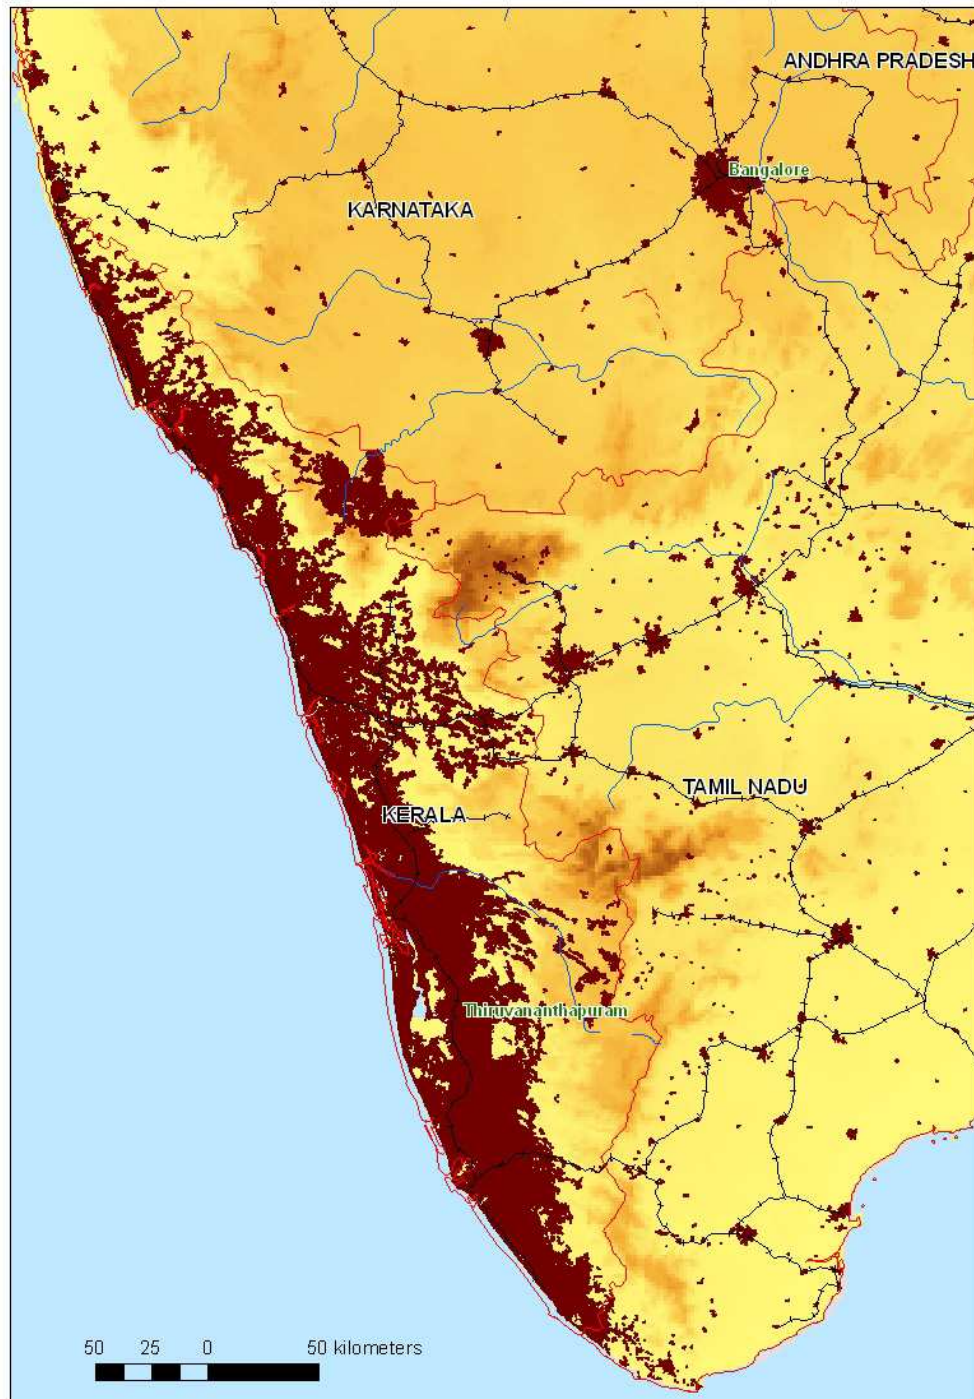 ANDHRA PRADESH
Bangalore
KARNATAKA
TAMIL NADU
KERALA
Thiruvananthapuram
50 25 0 50 kilometers